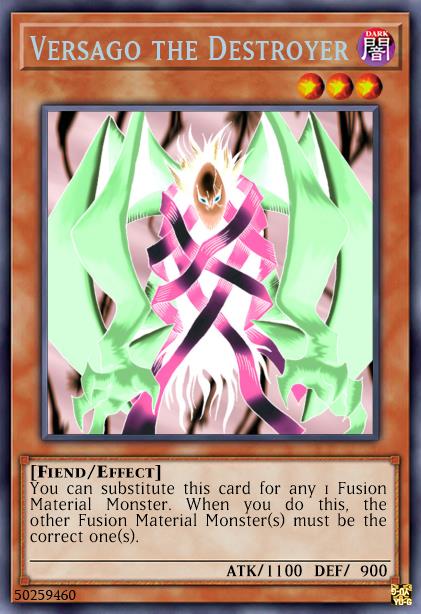 VERSAGO THE DESTROYER
DARK
闇
[FIEND/EFFECT]
You can substitute this card for any 1 Fusion
Material Monster. When you do this, the
other Fusion Material Monster(s) must be the
correct one(s).
ATK/1100 DEF/ 900
50259460